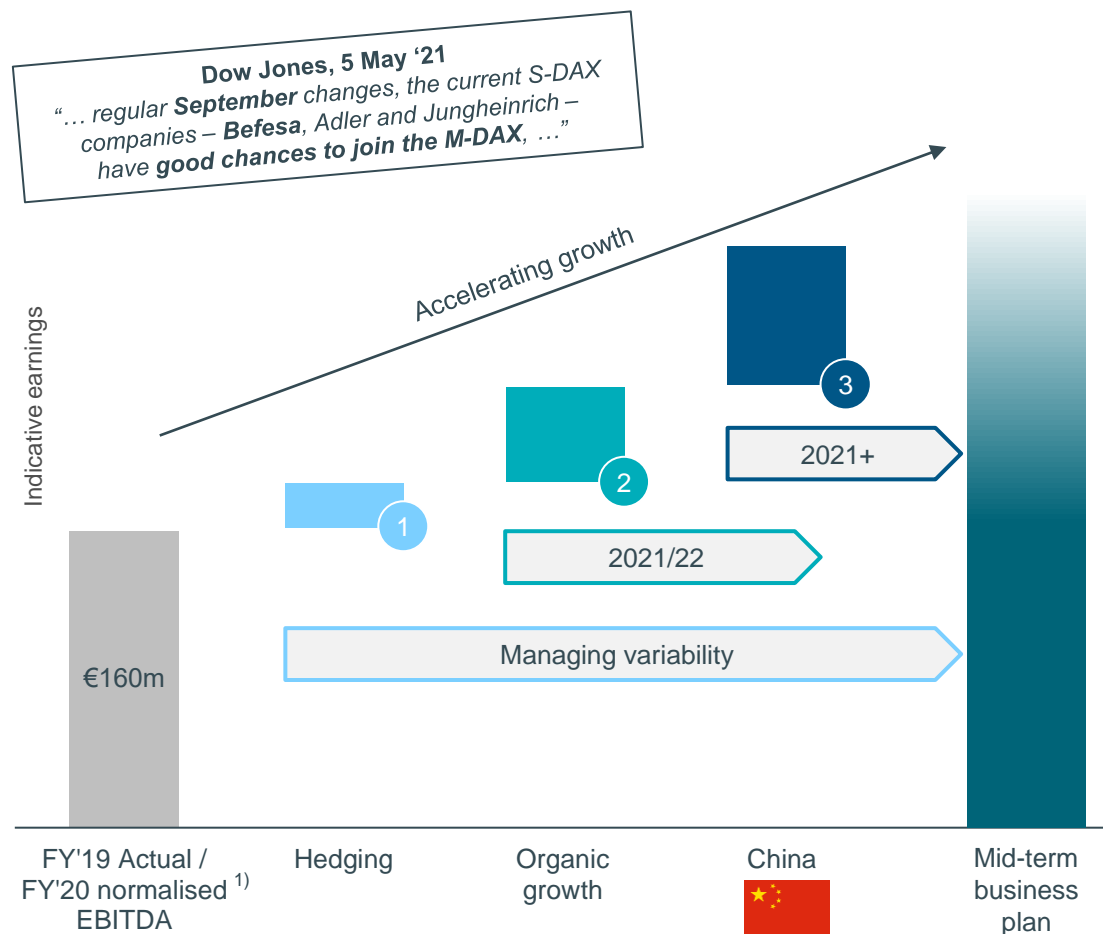 Dow Jones, 5 May ‘21
“… regular September changes, the current S-DAX
companies – Befesa, Adler and Jungheinrich –
have good chances to join the M-DAX, …”
Accelerating growth
Indicative earnings
3
2021+
2
1
2021/22
Managing variability
€160m
FY'19 Actual /
FY'20 normalised 1)
EBITDA
Hedging
Organic
growth
China
Mid-term
business
plan